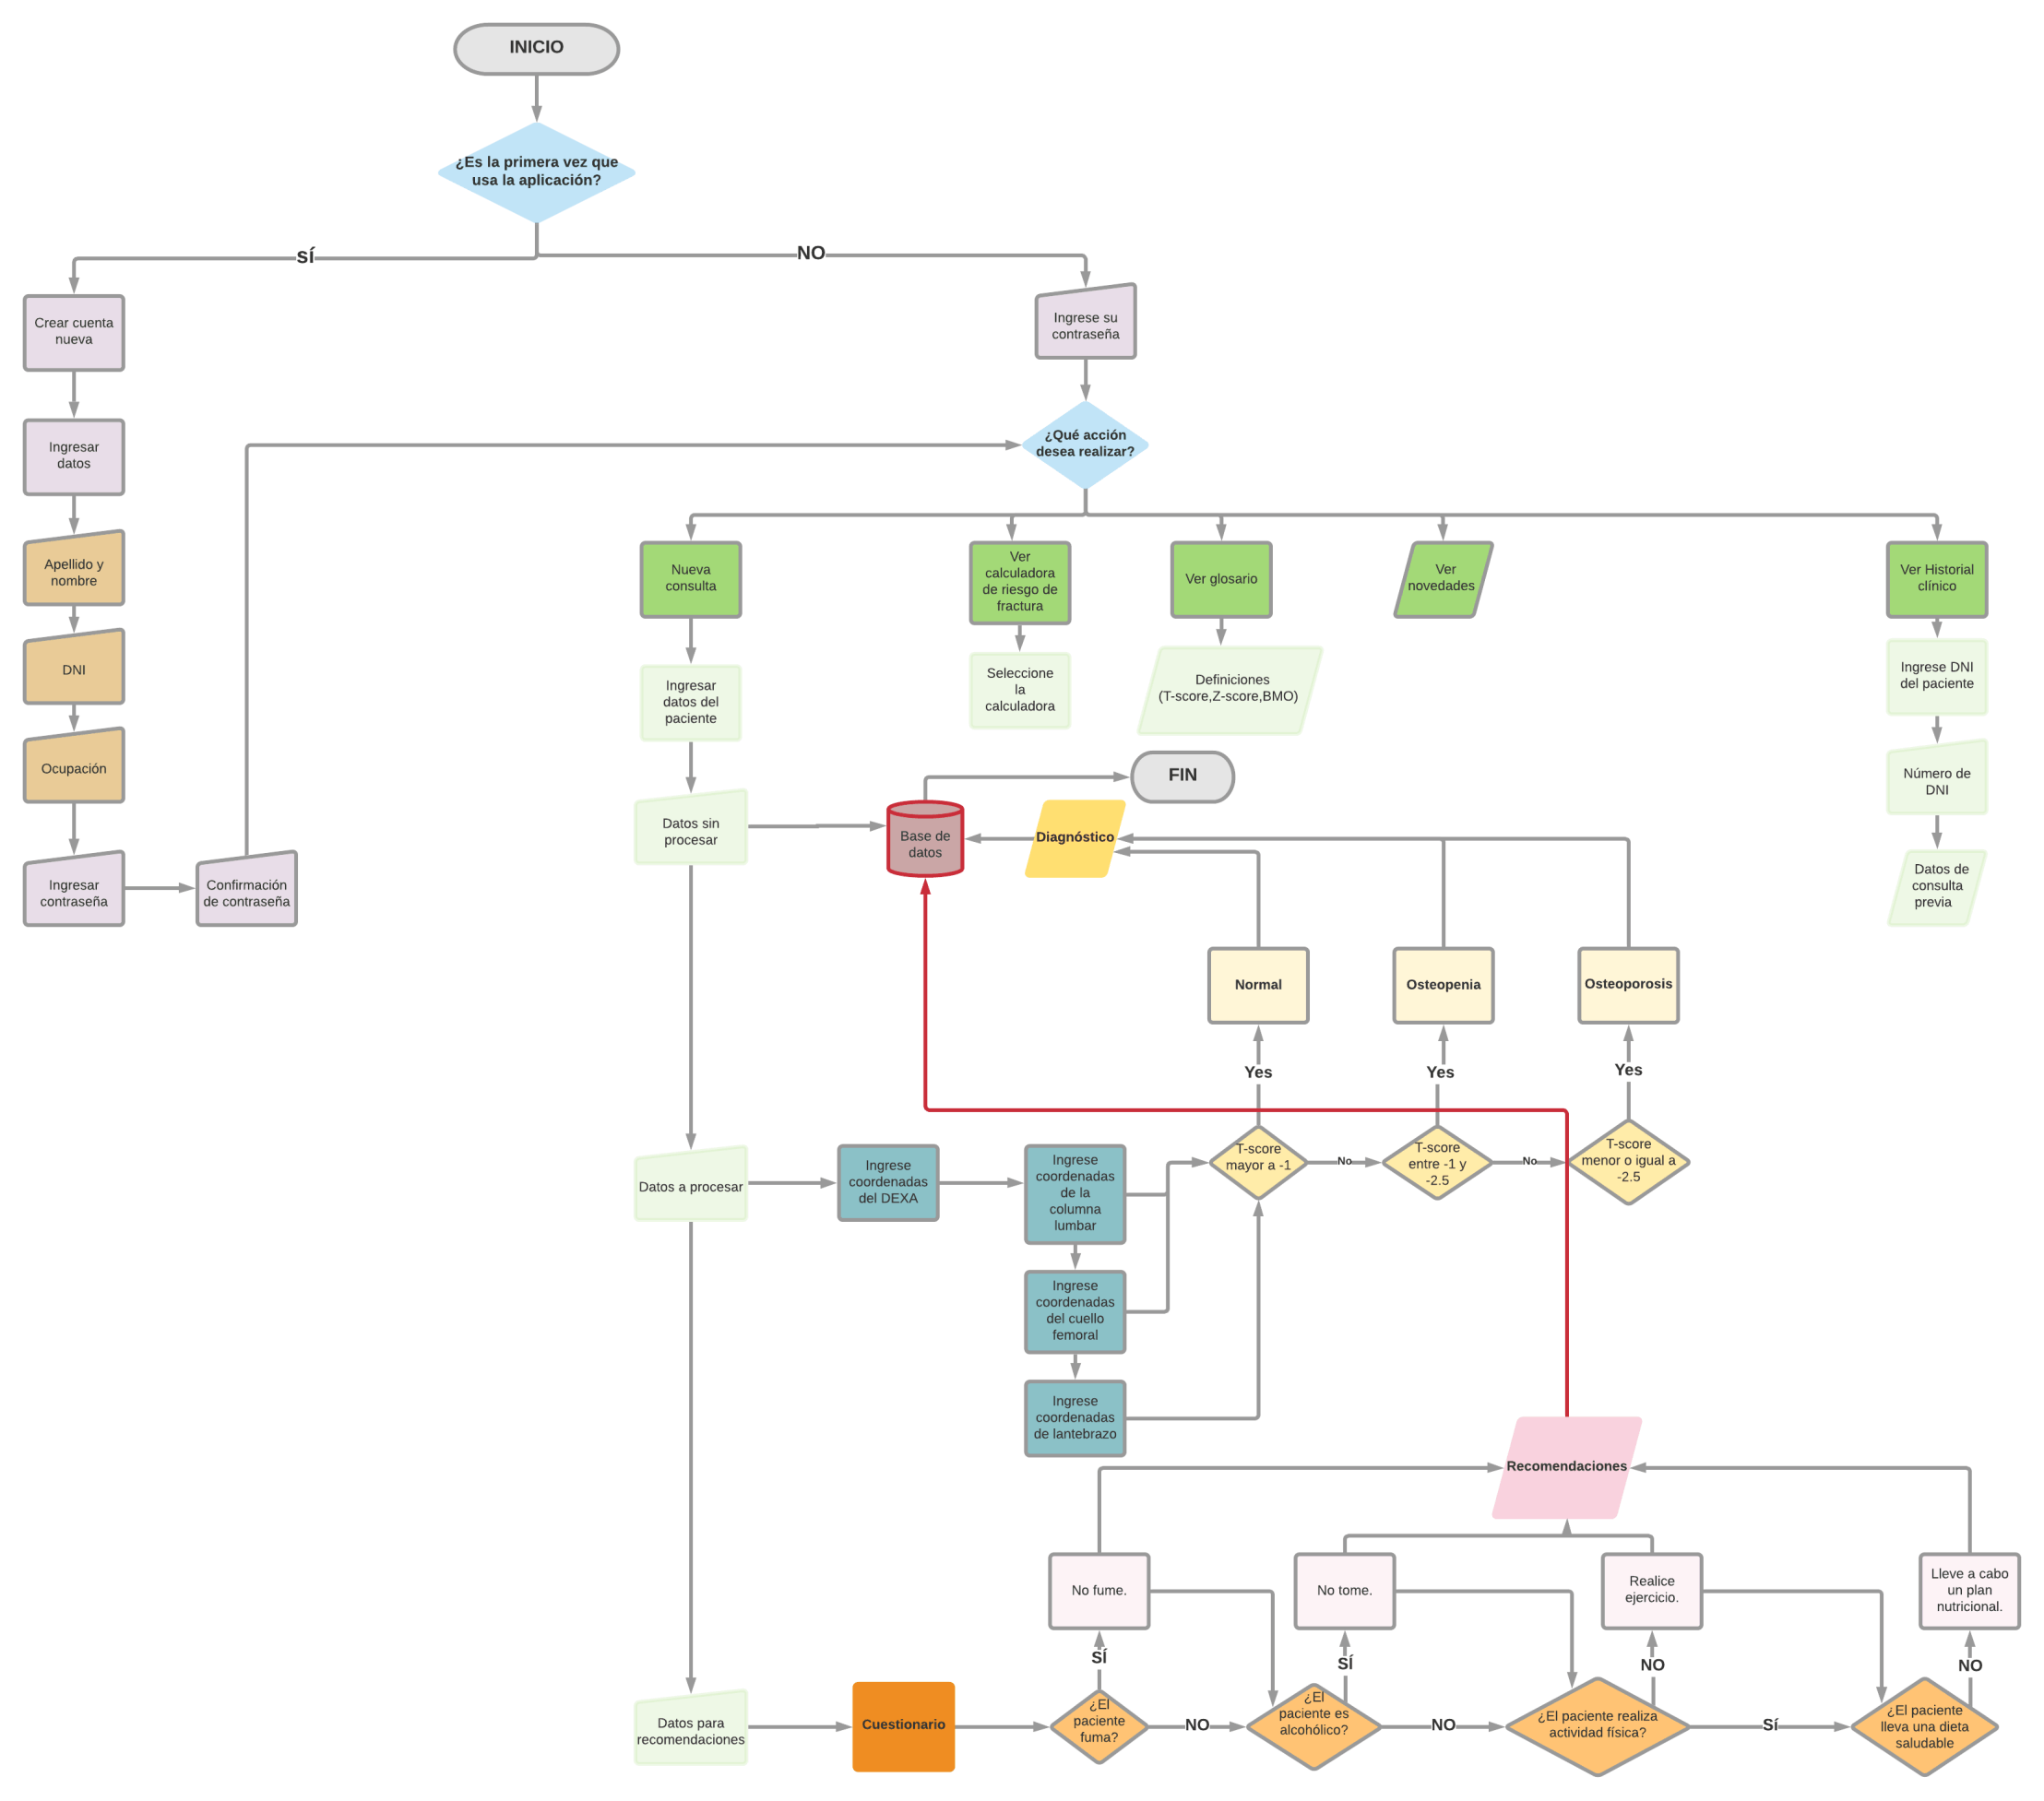 INICIO
¿Es la primera vez que
usa la aplicación?
SÍ
NO
Crear cuenta
nueva
Ingrese su
contraseña
Ingresar
datos
¿Qué acción
desea realizar?
Apellido y
nombre
DNI
Ocupación
Ingresar
contraseña
Confirmación
de contraseña
Nueva
consulta
Ver
calculadora
de riesgo de
fractura
Ver glosario
Ver
novedades
Ver Historial
clínico
Ingresar
datos del
paciente
Seleccione
la
calculadora
Definiciones
(T-score,Z-score,BMO)
Ingrese DNI
del paciente
Número de
DNI
Datos de
consulta
previa
FIN
Datos sin
procesar
Base de
datos
Diagnóstico
Normal
Osteopenia
Osteoporosis
Yes
Yes
Yes
T-score
mayor a -1
No
T-score
entre -1 y
-2.5
No
T-score
menor o igual a
-2.5
Datos a procesar
Ingrese
coordenadas
del DEXA
Ingrese
coordenadas
de la
columna
lumbar
Ingrese
coordenadas
del cuello
femoral
Ingrese
coordenadas
de lantebrazo
Recomendaciones
No fume.
No tome.
Realice
ejercicio.
Lleve a cabo
un plan
nutricional.
SÍ
SÍ
NO
NO
Datos para
recomendaciones
Cuestionario
¿El
paciente
fuma?
NO
¿El
paciente es
alcohólico?
NO
¿El paciente realiza
actividad física?
Sí
¿El paciente
lleva una dieta
saludable